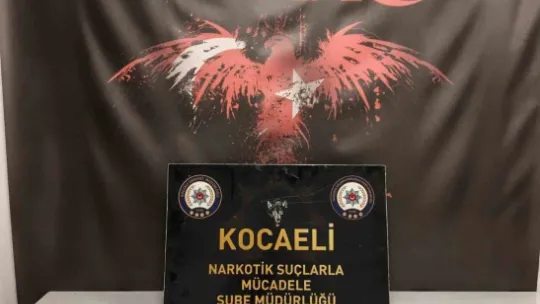 KOCAELİ
NARKOTİK SUÇLARLA
MÜCADELE
ŞUBE MÜDÜRLÜĞÜ